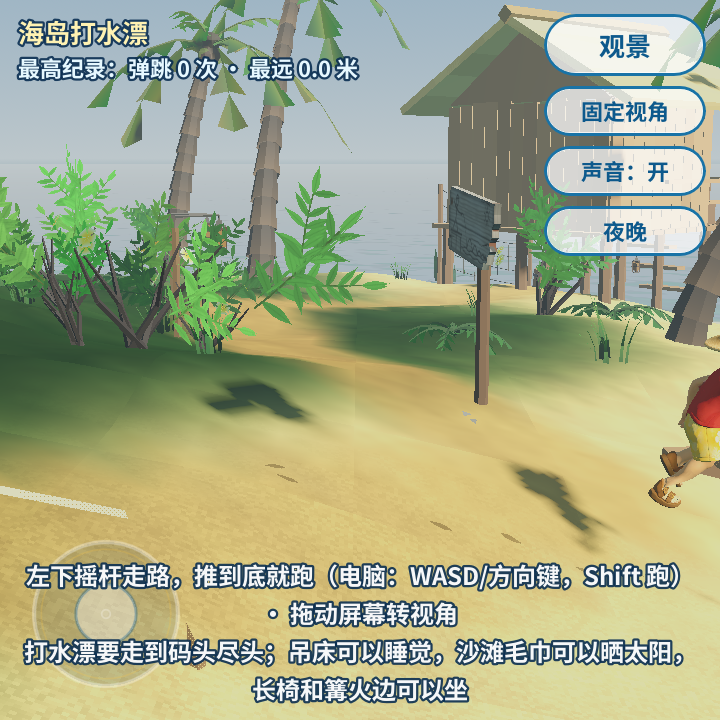 海岛打水漂
最高纪录：弹跳 0 次 · 最远 0.0 米
观景
固定视角
声音：开
夜晚
左下摇杆走路，推到底就跑（电脑：WASD/方向键，Shift 跑）
· 拖动屏幕转视角
打水漂要走到码头尽头；吊床可以睡觉，沙滩毛巾可以晒太阳，
长椅和篝火边可以坐